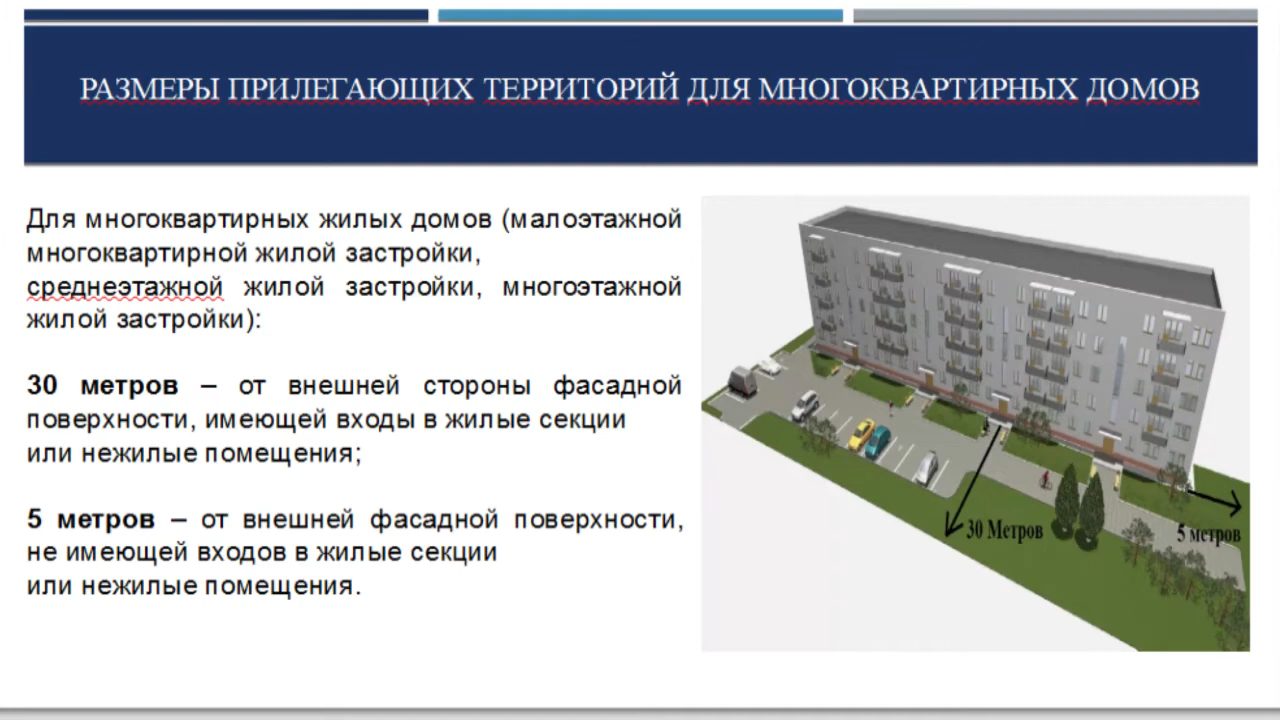 РАЗМЕРЫ ПРИЛЕГАЮЩИХ ТЕРРИТОРИЙ ДЛЯ МНОГОКВАРТИРНЫХ ДОМОВ
Для многоквартирных жилых домов (малоэтажной
многоквартирной жилой застройки,
среднеэтажной жилой застройки, многоэтажной
жилой застройки):
30 метров – от внешней стороны фасадной
поверхности, имеющей входы в жилые секции
или нежилые помещения;
5 метров – от внешней фасадной поверхности,
не имеющей входов в жилые секции
или нежилые помещения.
30 Метров
5 метров